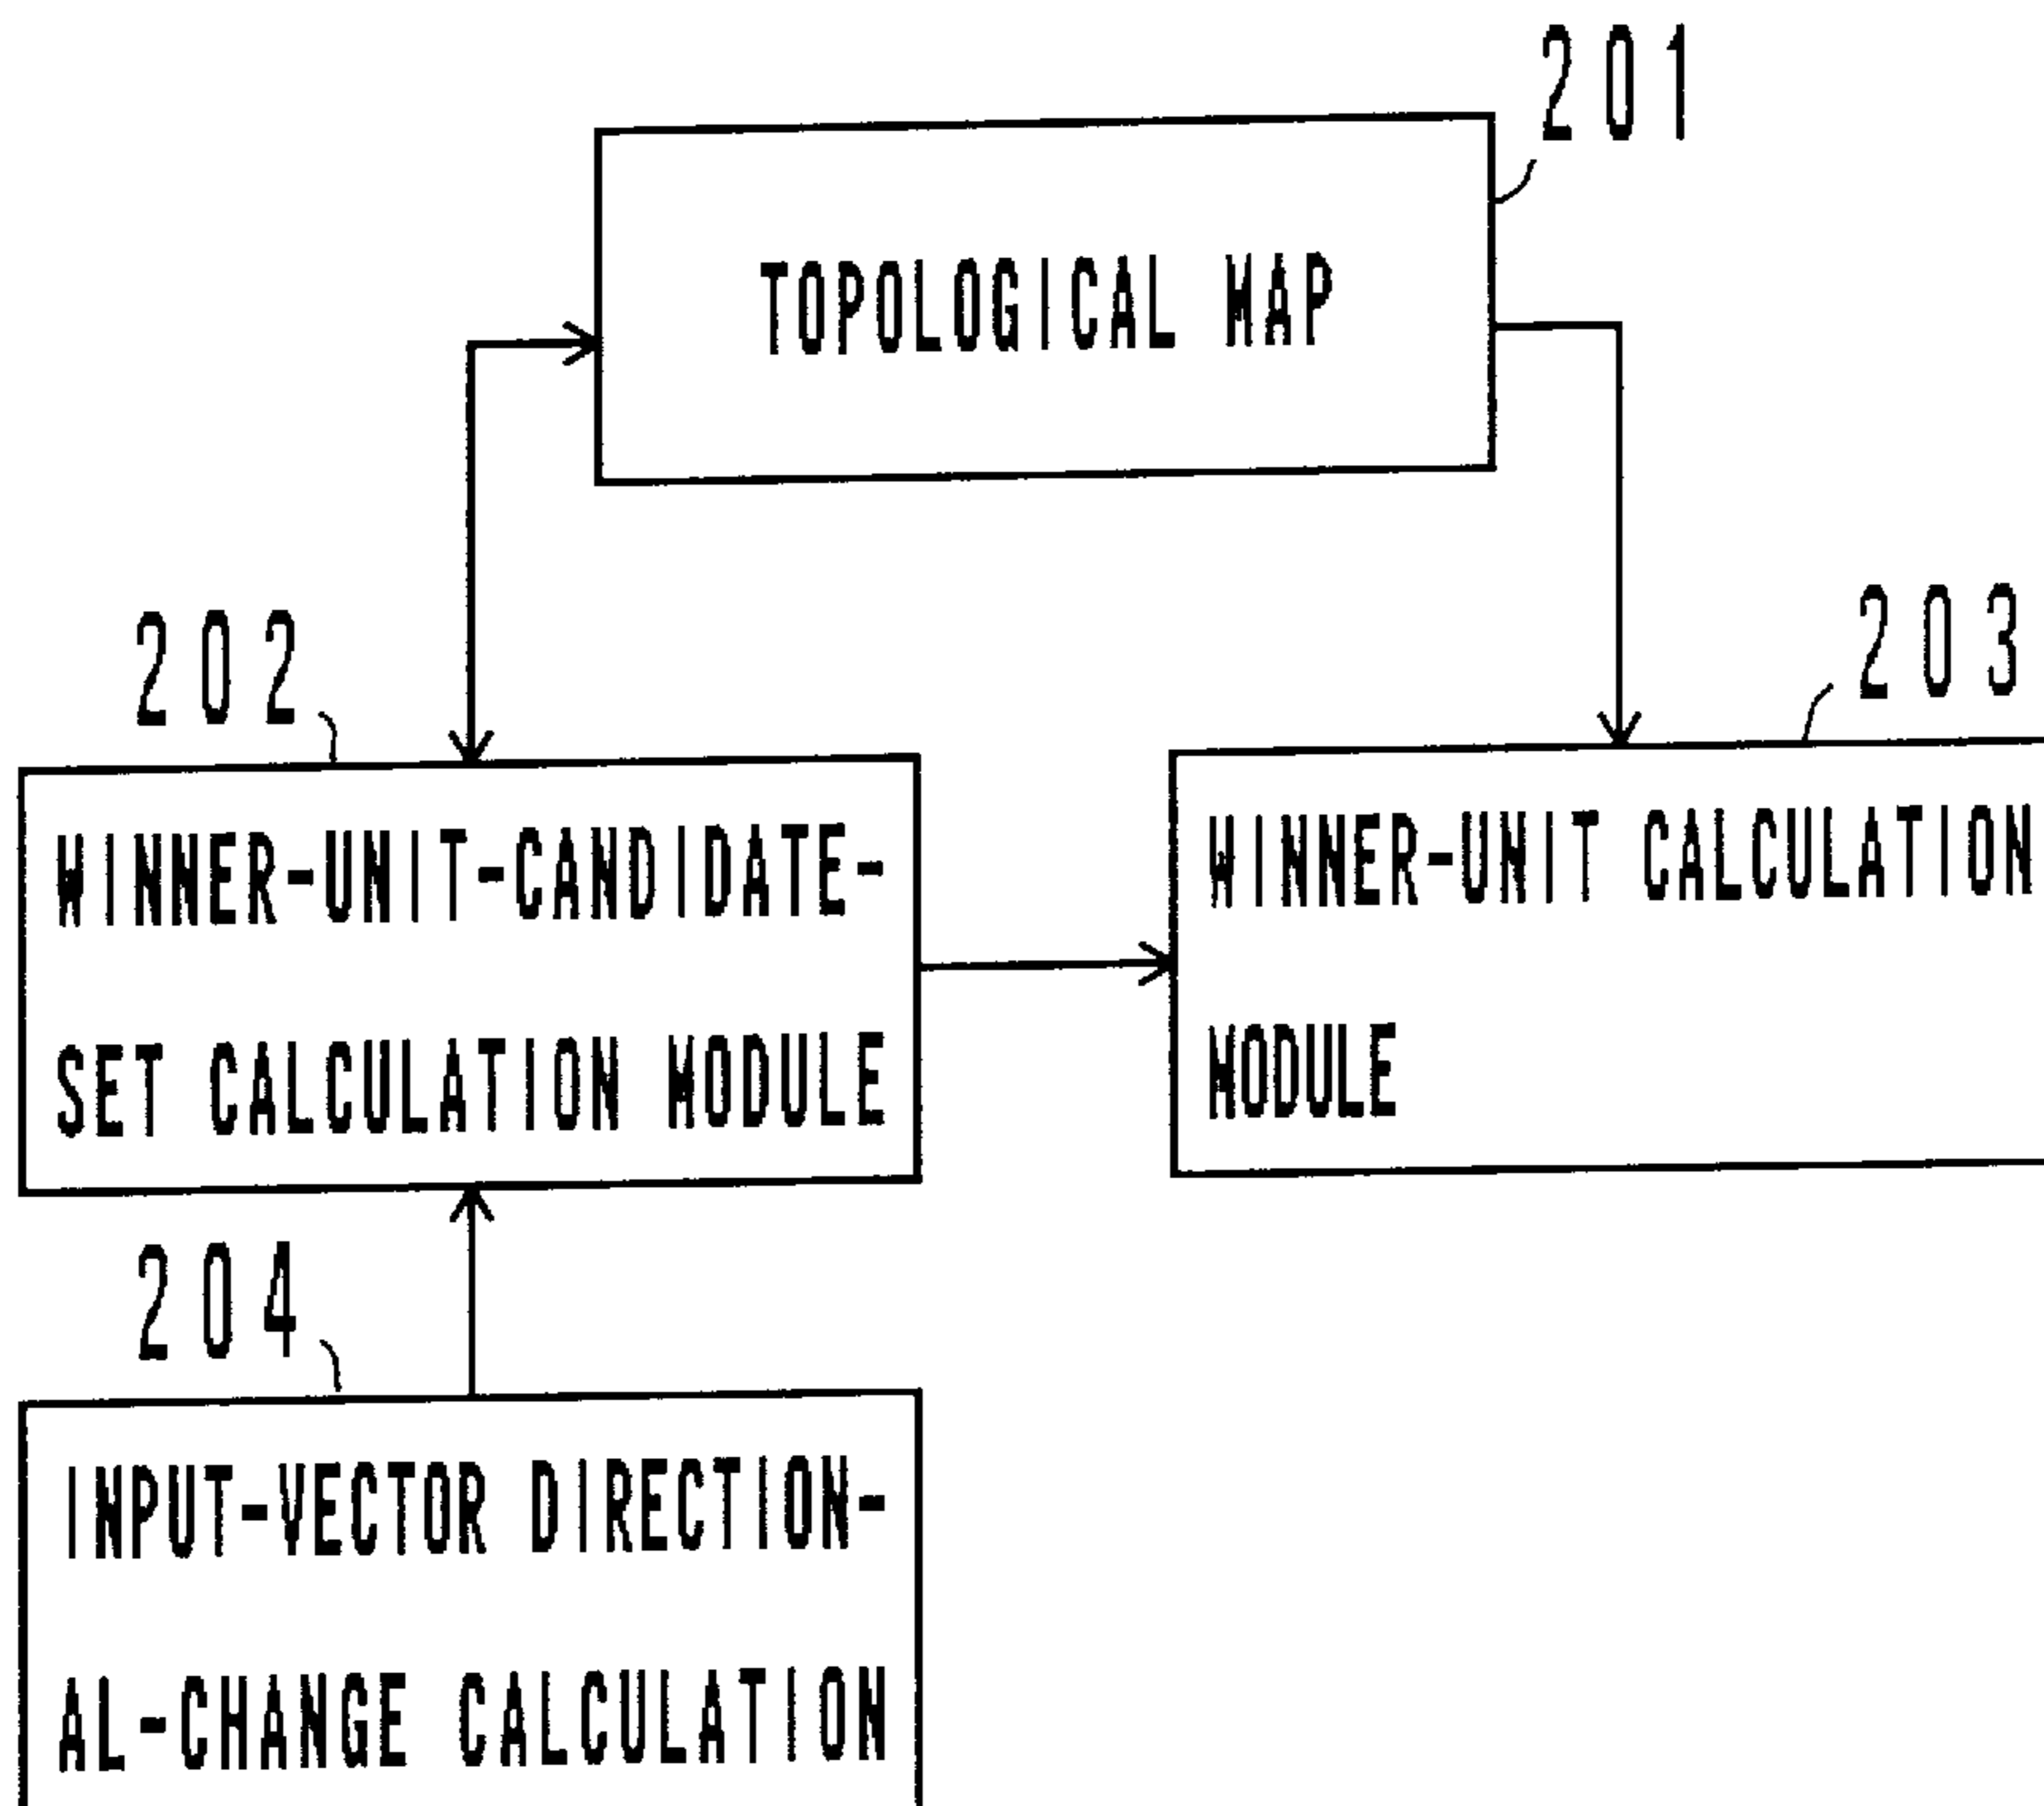 201
TOPOLOGICAL MAP
202
203
WINNER-UNIT-CANDIDATE-
SET CALCULATION MODULE
WINNER-UNIT CALCULATION
MODULE
204
INPUT-VECTOR DIRECTION-
AL-CHANGE CALCULATION